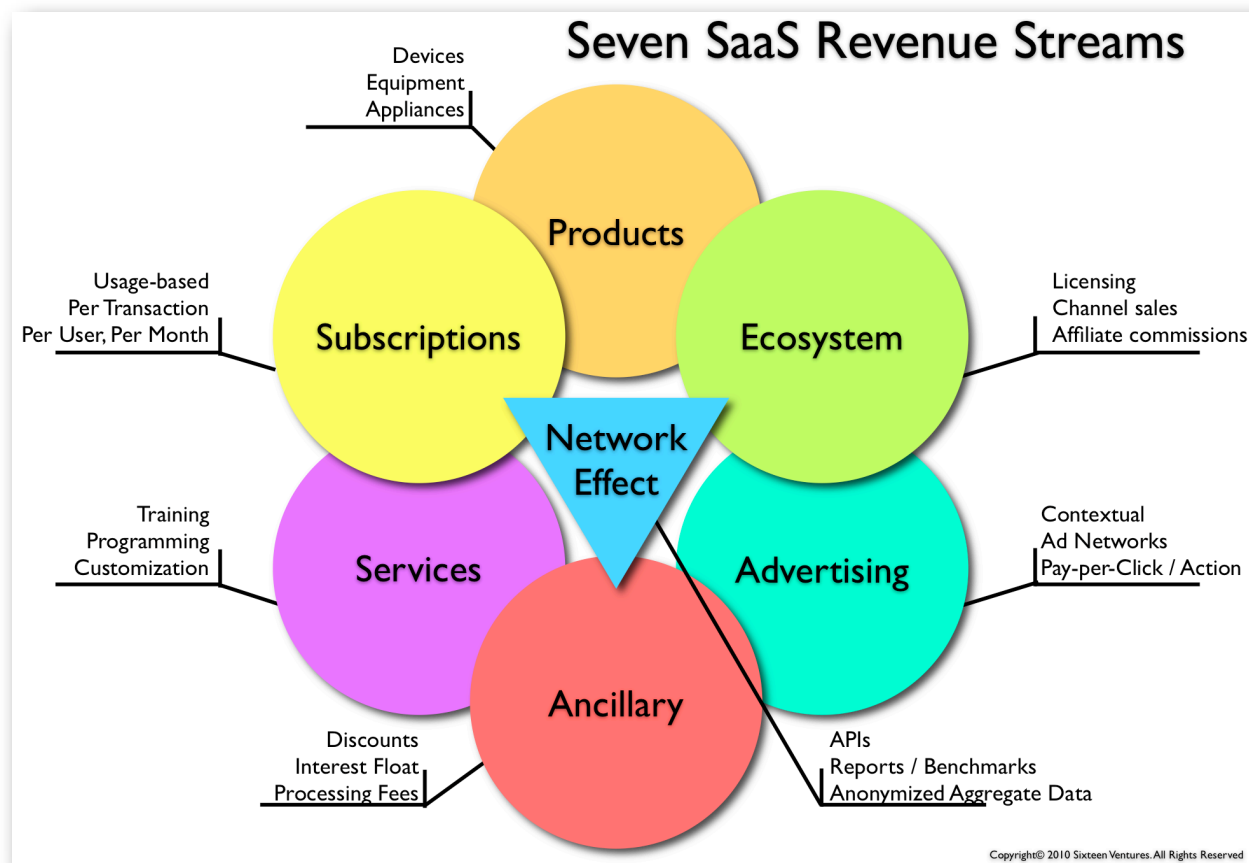 Seven SaaS Revenue Streams
Devices
Equipment
Appliances
Products
Usage-based
Per Transaction
Per User, Per Month
Subscriptions
Ecosystem
Licensing
Channel sales
Affiliate commissions
Network
Effect
Training
Programming
Customization
Services
Advertising
Contextual
Ad Networks
Pay-per-Click / Action
Ancillary
Discounts
Interest Float
Processing Fees
APIs
Reports / Benchmarks
Anonymized Aggregate Data
Copyright© 2010 Sixteen Ventures. All Rights Reserved